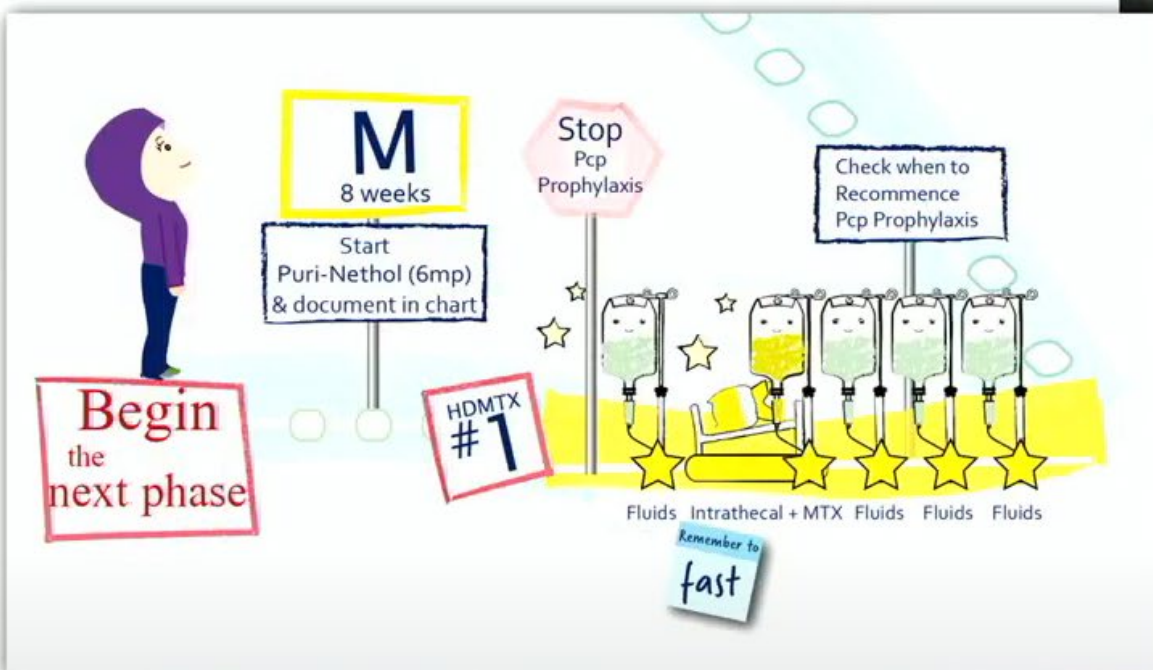 M
8 weeks
Start
Puri-Nethol (6mp)
& document in chart
Stop
Pcp
Prophylaxis
Check when to
Recommence
Pcp Prophylaxis
Begin
the
next phase
HDMTX
#1
Fluids Intrathecal + MTX Fluids Fluids Fluids
Remember to
fast